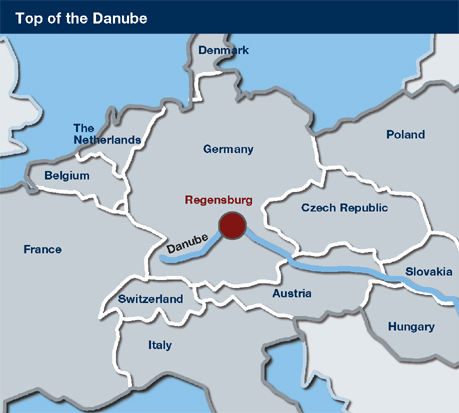 Top of the Danube
Denmark
The
Netherlands
Germany
Poland
Belgium
Regensburg
Czech Republic
Danube
France
Slovakia
Switzerland
Austria
Hungary
Italy